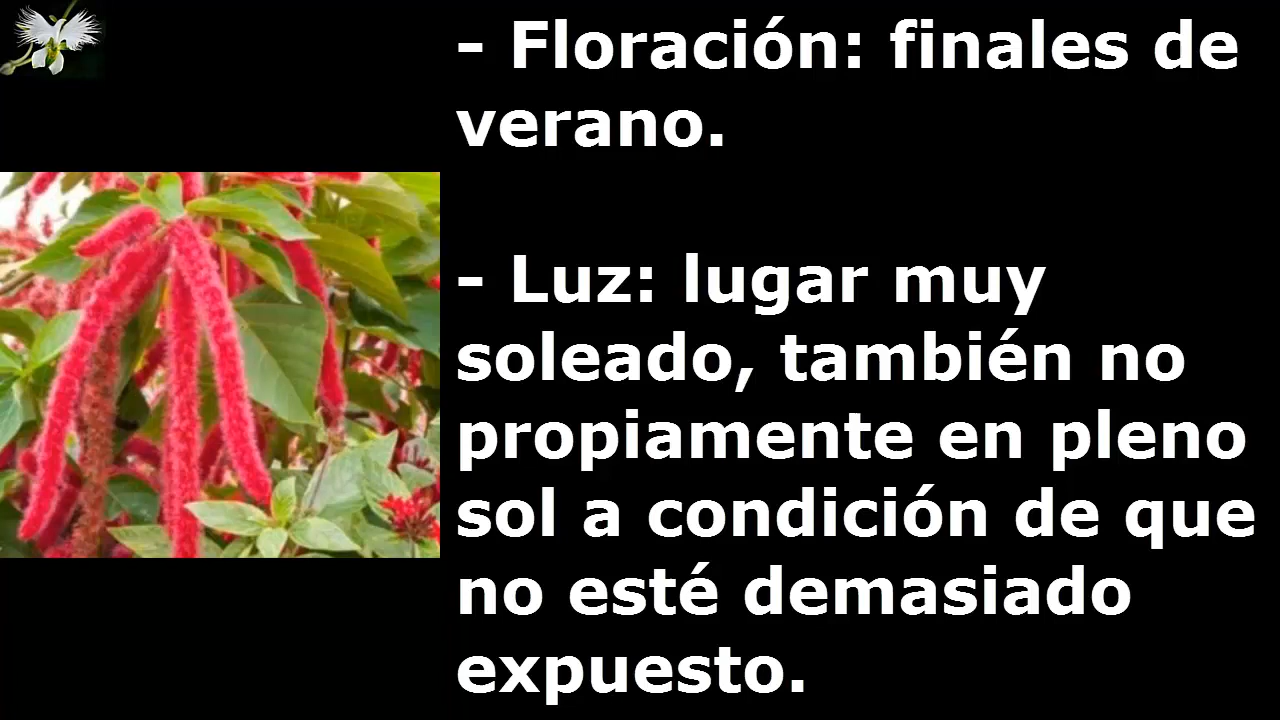 - Floración: finales de
verano.
- Luz: lugar muy
soleado, también no
propiamente en pleno
sol a condición de que
no esté demasiado
expuesto.